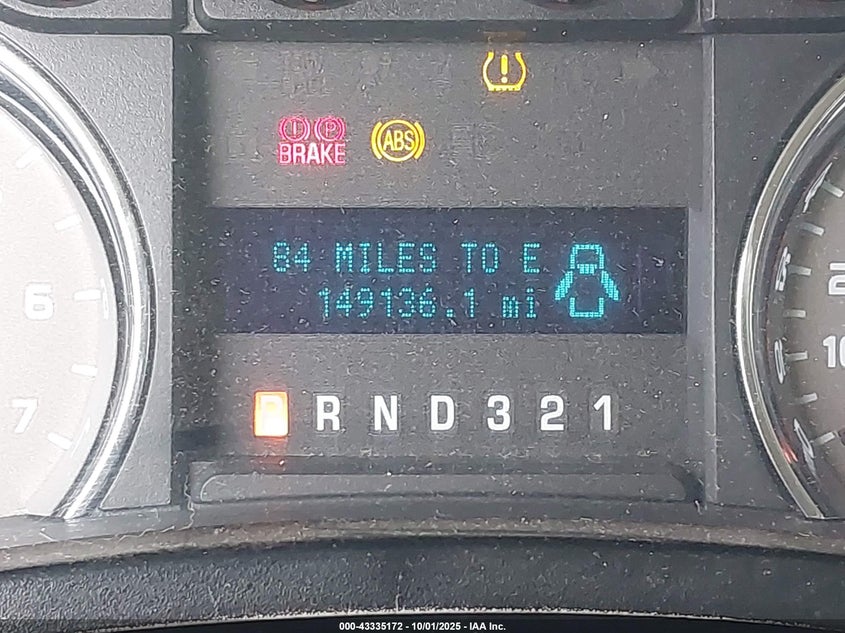 BRAKE
ABS
84 MILES TO E
149136.1 mi
P R N D 3 2 1
6
7
000-43335172 - 10/01/2025 - IAA Inc.